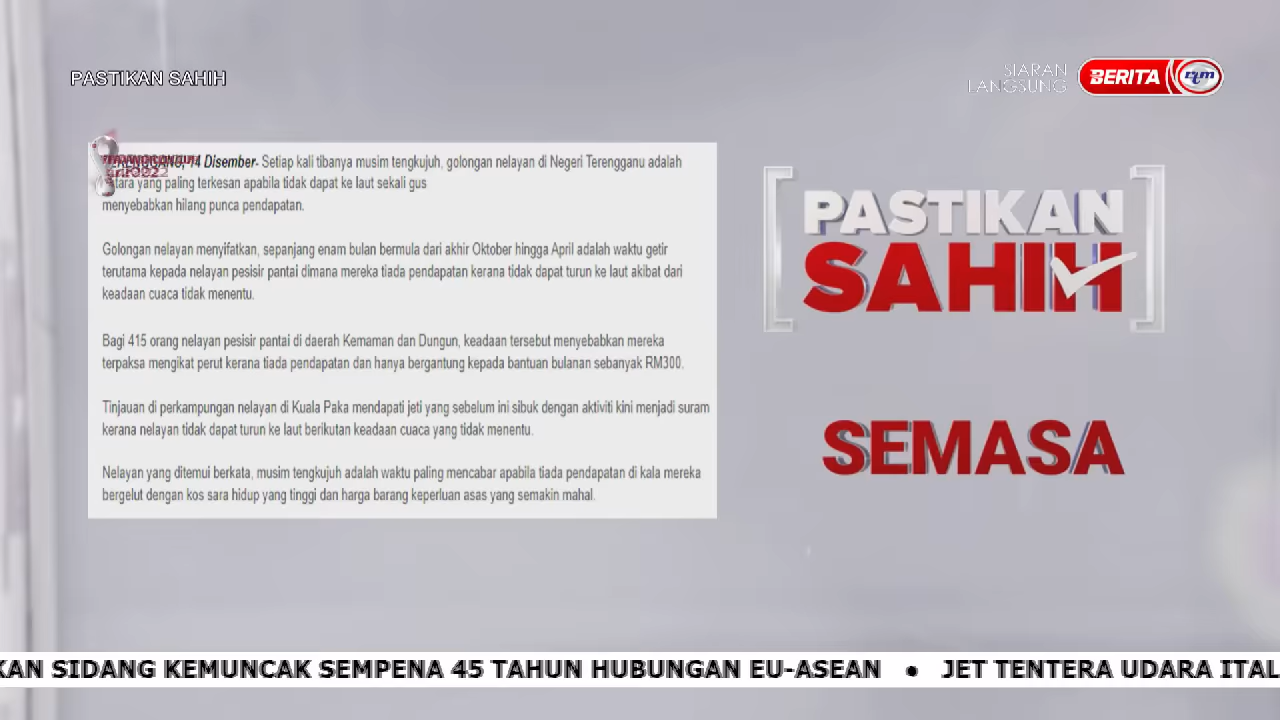 PASTIKAN SAHIH
SIARAN
LANGSUNG
BERITA rtm
14 Disember- Setiap kali tibanya musim tengkujuh, golongan nelayan di Negeri Terengganu adalah
yang paling terkesan apabila tidak dapat ke laut sekali gus
menyebabkan hilang punca pendapatan.
Golongan nelayan menyifatkan, sepanjang enam bulan bermula dari akhir Oktober hingga April adalah waktu getir
terutama kepada nelayan pesisir pantai dimana mereka tiada pendapatan kerana tidak dapat turun ke laut akibat dari
keadaan cuaca tidak menentu.
Bagi 415 orang nelayan pesisir pantai di daerah Kemaman dan Dungun, keadaan tersebut menyebabkan mereka
terpaksa mengikat perut kerana tiada pendapatan dan hanya bergantung kepada bantuan bulanan sebanyak RM300.
Tinjauan di perkampungan nelayan di Kuala Paka mendapati jeti yang sebelum ini sibuk dengan aktiviti kini menjadi suram
kerana nelayan tidak dapat turun ke laut berikutan keadaan cuaca yang tidak menentu.
Nelayan yang ditemui berkata, musim tengkujuh adalah waktu paling mencabar apabila tiada pendapatan di kala mereka
bergelut dengan kos sara hidup yang tinggi dan harga barang keperluan asas yang semakin mahal.
PASTIKAN
SAHIH
SEMASA
KAN SIDANG KEMUNCAK SEMPENA 45 TAHUN HUBUNGAN EU-ASEAN • JET TENTERA UDARA ITAL